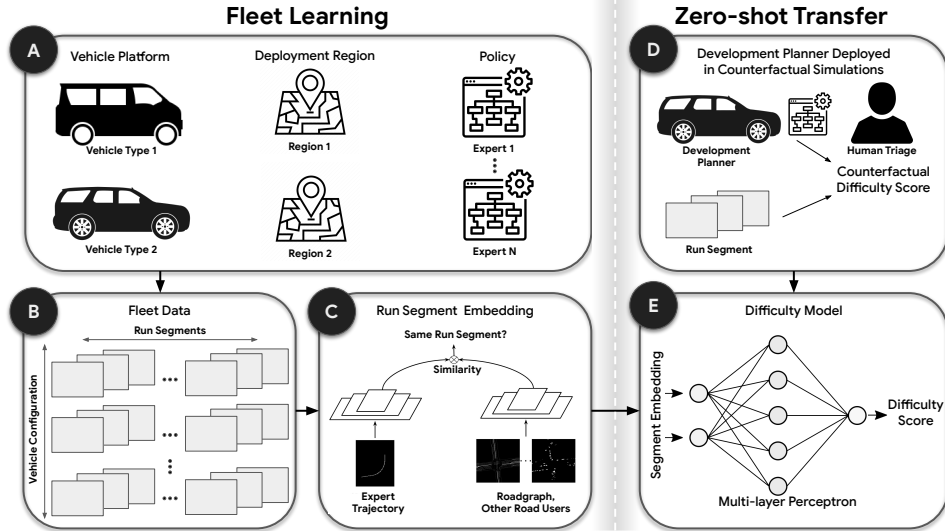 Fleet Learning
Zero-shot Transfer
A
Vehicle Platform
Deployment Region
Policy
Vehicle Type 1
Region 1
Expert 1
Vehicle Type 2
Region 2
Expert N
D
Development Planner Deployed
in Counterfactual Simulations
Development
Planner
Human Triage
Counterfactual
Difficulty Score
Run Segment
B
Fleet Data
Run Segments
Vehicle Configuration
C
Run Segment Embedding
Same Run Segment?
Similarity
Expert
Trajectory
Roadgraph,
Other Road Users
E
Difficulty Model
Segment Embedding
Difficulty
Score
Multi-layer Perceptron